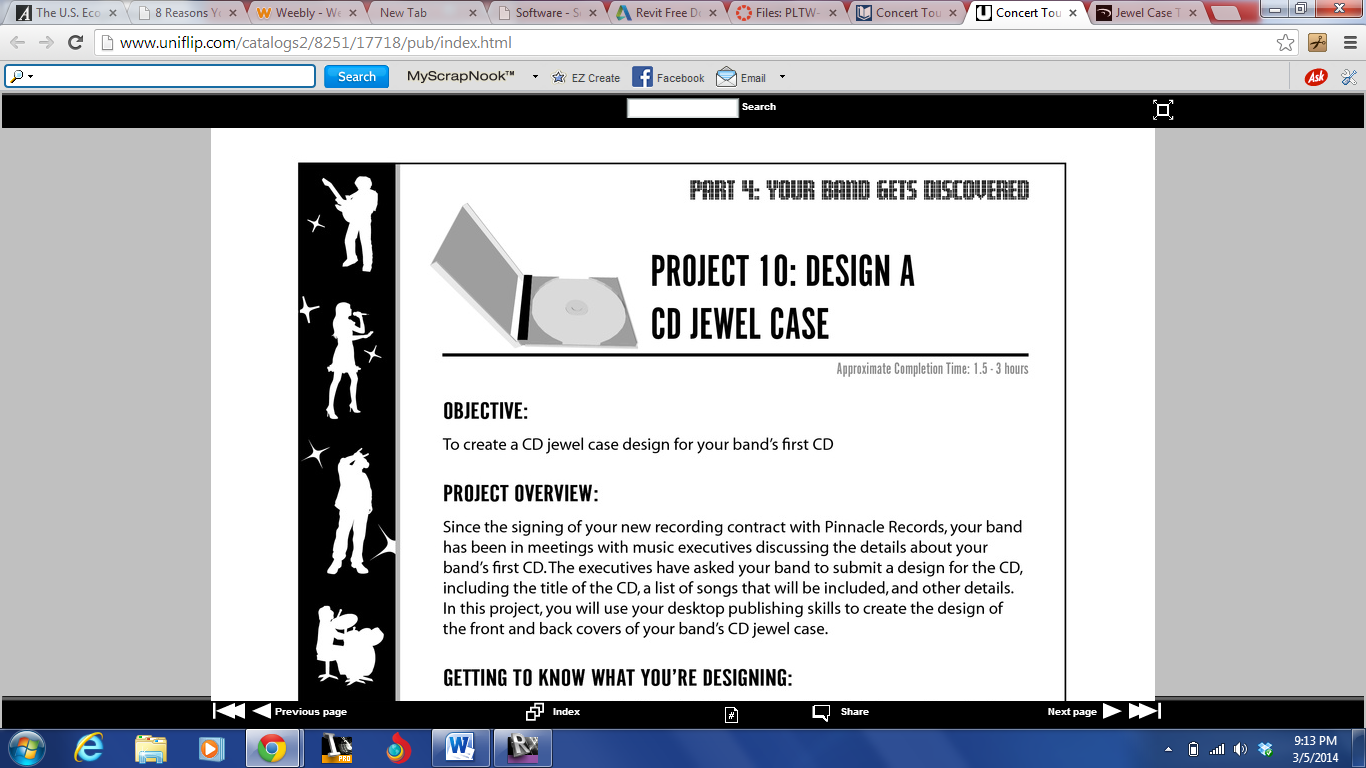 The U.S. Eco
8 Reasons Y
Weebly - We
New Tab
Software - S
Revit Free D
Files: PLTW-
Concert Tou
Concert Tou
Jewel Case T
www.uniflip.com/catalogs2/8251/17718/pub/index.html
Search
MyScrapNook™
EZ Create
Facebook
Email
Ask
Search
PART 4: YOUR BAND GETS DISCOVERED
PROJECT 10: DESIGN A
CD JEWEL CASE
Approximate Completion Time: 1.5 - 3 hours
OBJECTIVE:
To create a CD jewel case design for your band's first CD
PROJECT OVERVIEW:
Since the signing of your new recording contract with Pinnacle Records, your band
has been in meetings with music executives discussing the details about your
band's first CD. The executives have asked your band to submit a design for the CD,
including the title of the CD, a list of songs that will be included, and other details.
In this project, you will use your desktop publishing skills to create the design of
the front and back covers of your band's CD jewel case.
GETTING TO KNOW WHAT YOU'RE DESIGNING:
Previous page
Index
#
Share
Next page
PRO
W
9:13 PM
3/5/2014